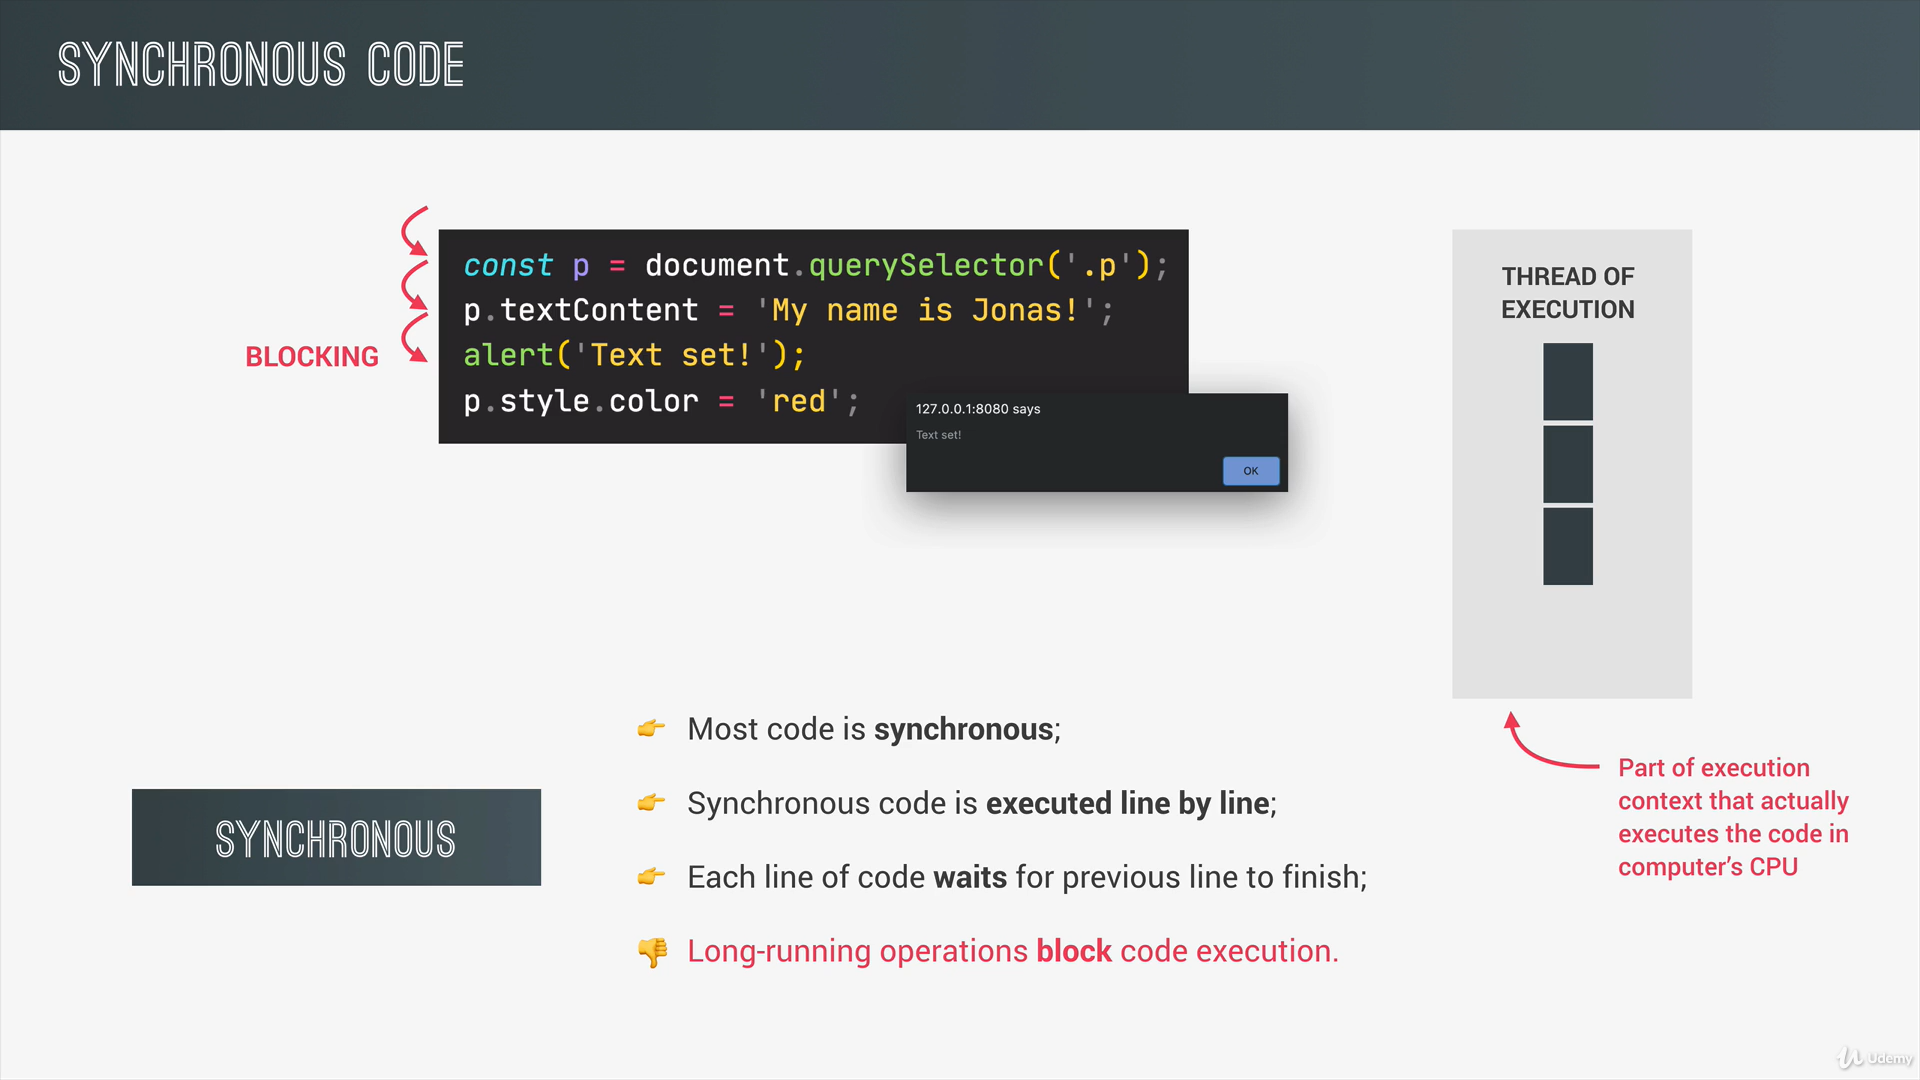 SYNCHRONOUS CODE
const p = document.querySelector('.p');
p.textContent = 'My name is Jonas!';
BLOCKING
alert('Text set!');
p.style.color = 'red';
127.0.0.1:8080 says
Text set!
OK
THREAD OF
EXECUTION
Most code is synchronous;
SYNCHRONOUS
Synchronous code is executed line by line;
Each line of code waits for previous line to finish;
Long-running operations block code execution.
Part of execution
context that actually
executes the code in
computer's CPU
Udemy